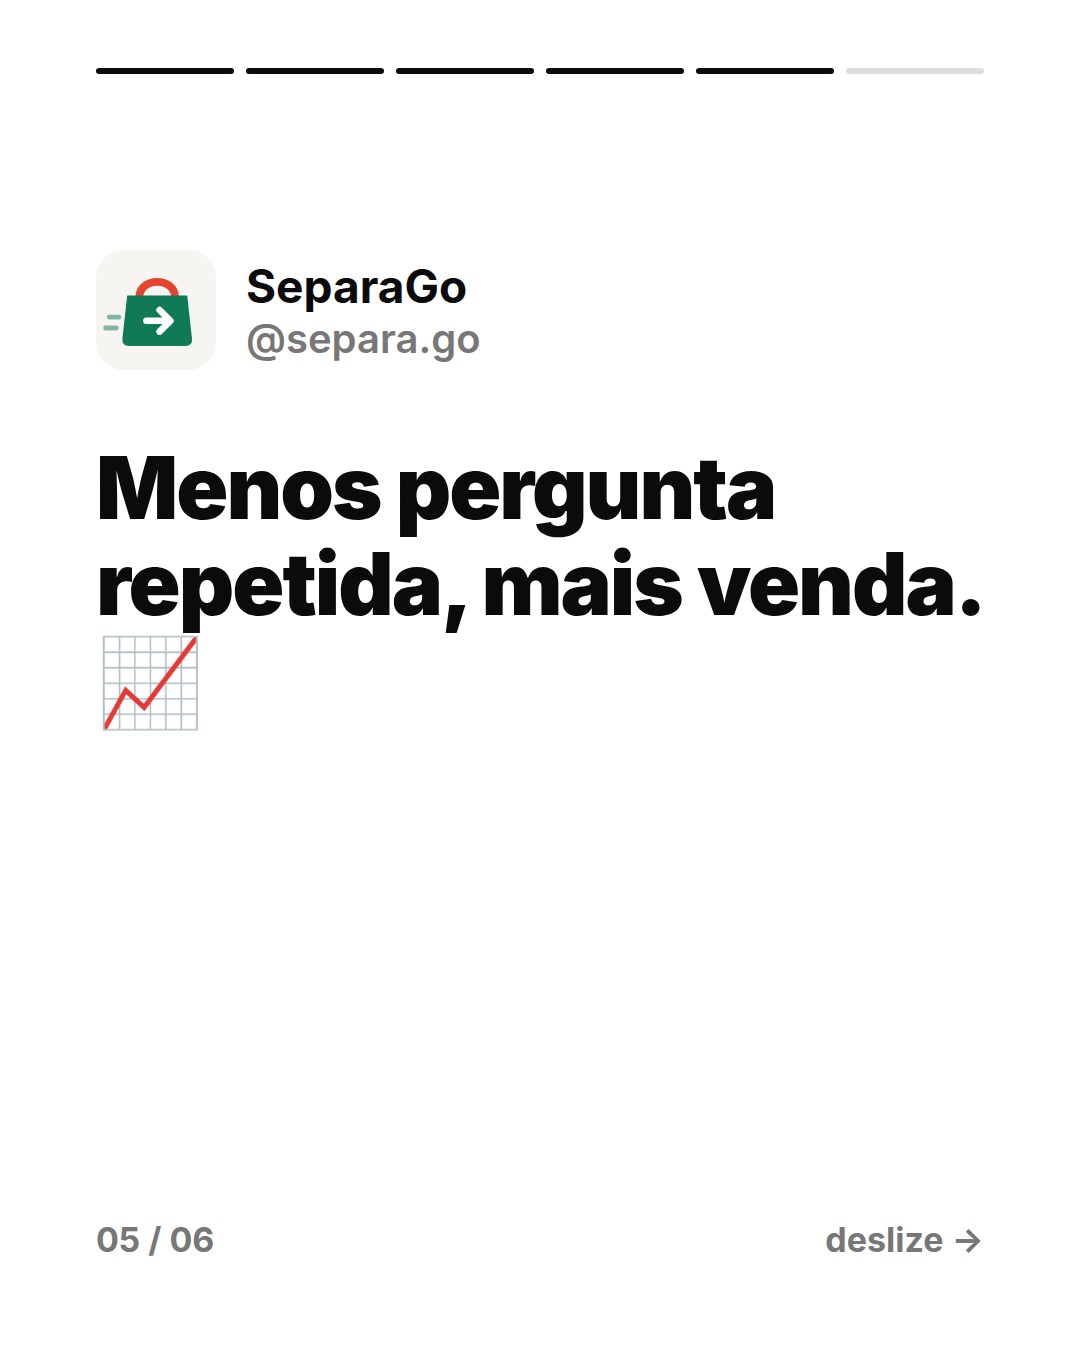 SeparaGo
@separa.go
Menos pergunta
repetida, mais venda.
📈
05 / 06
deslize →